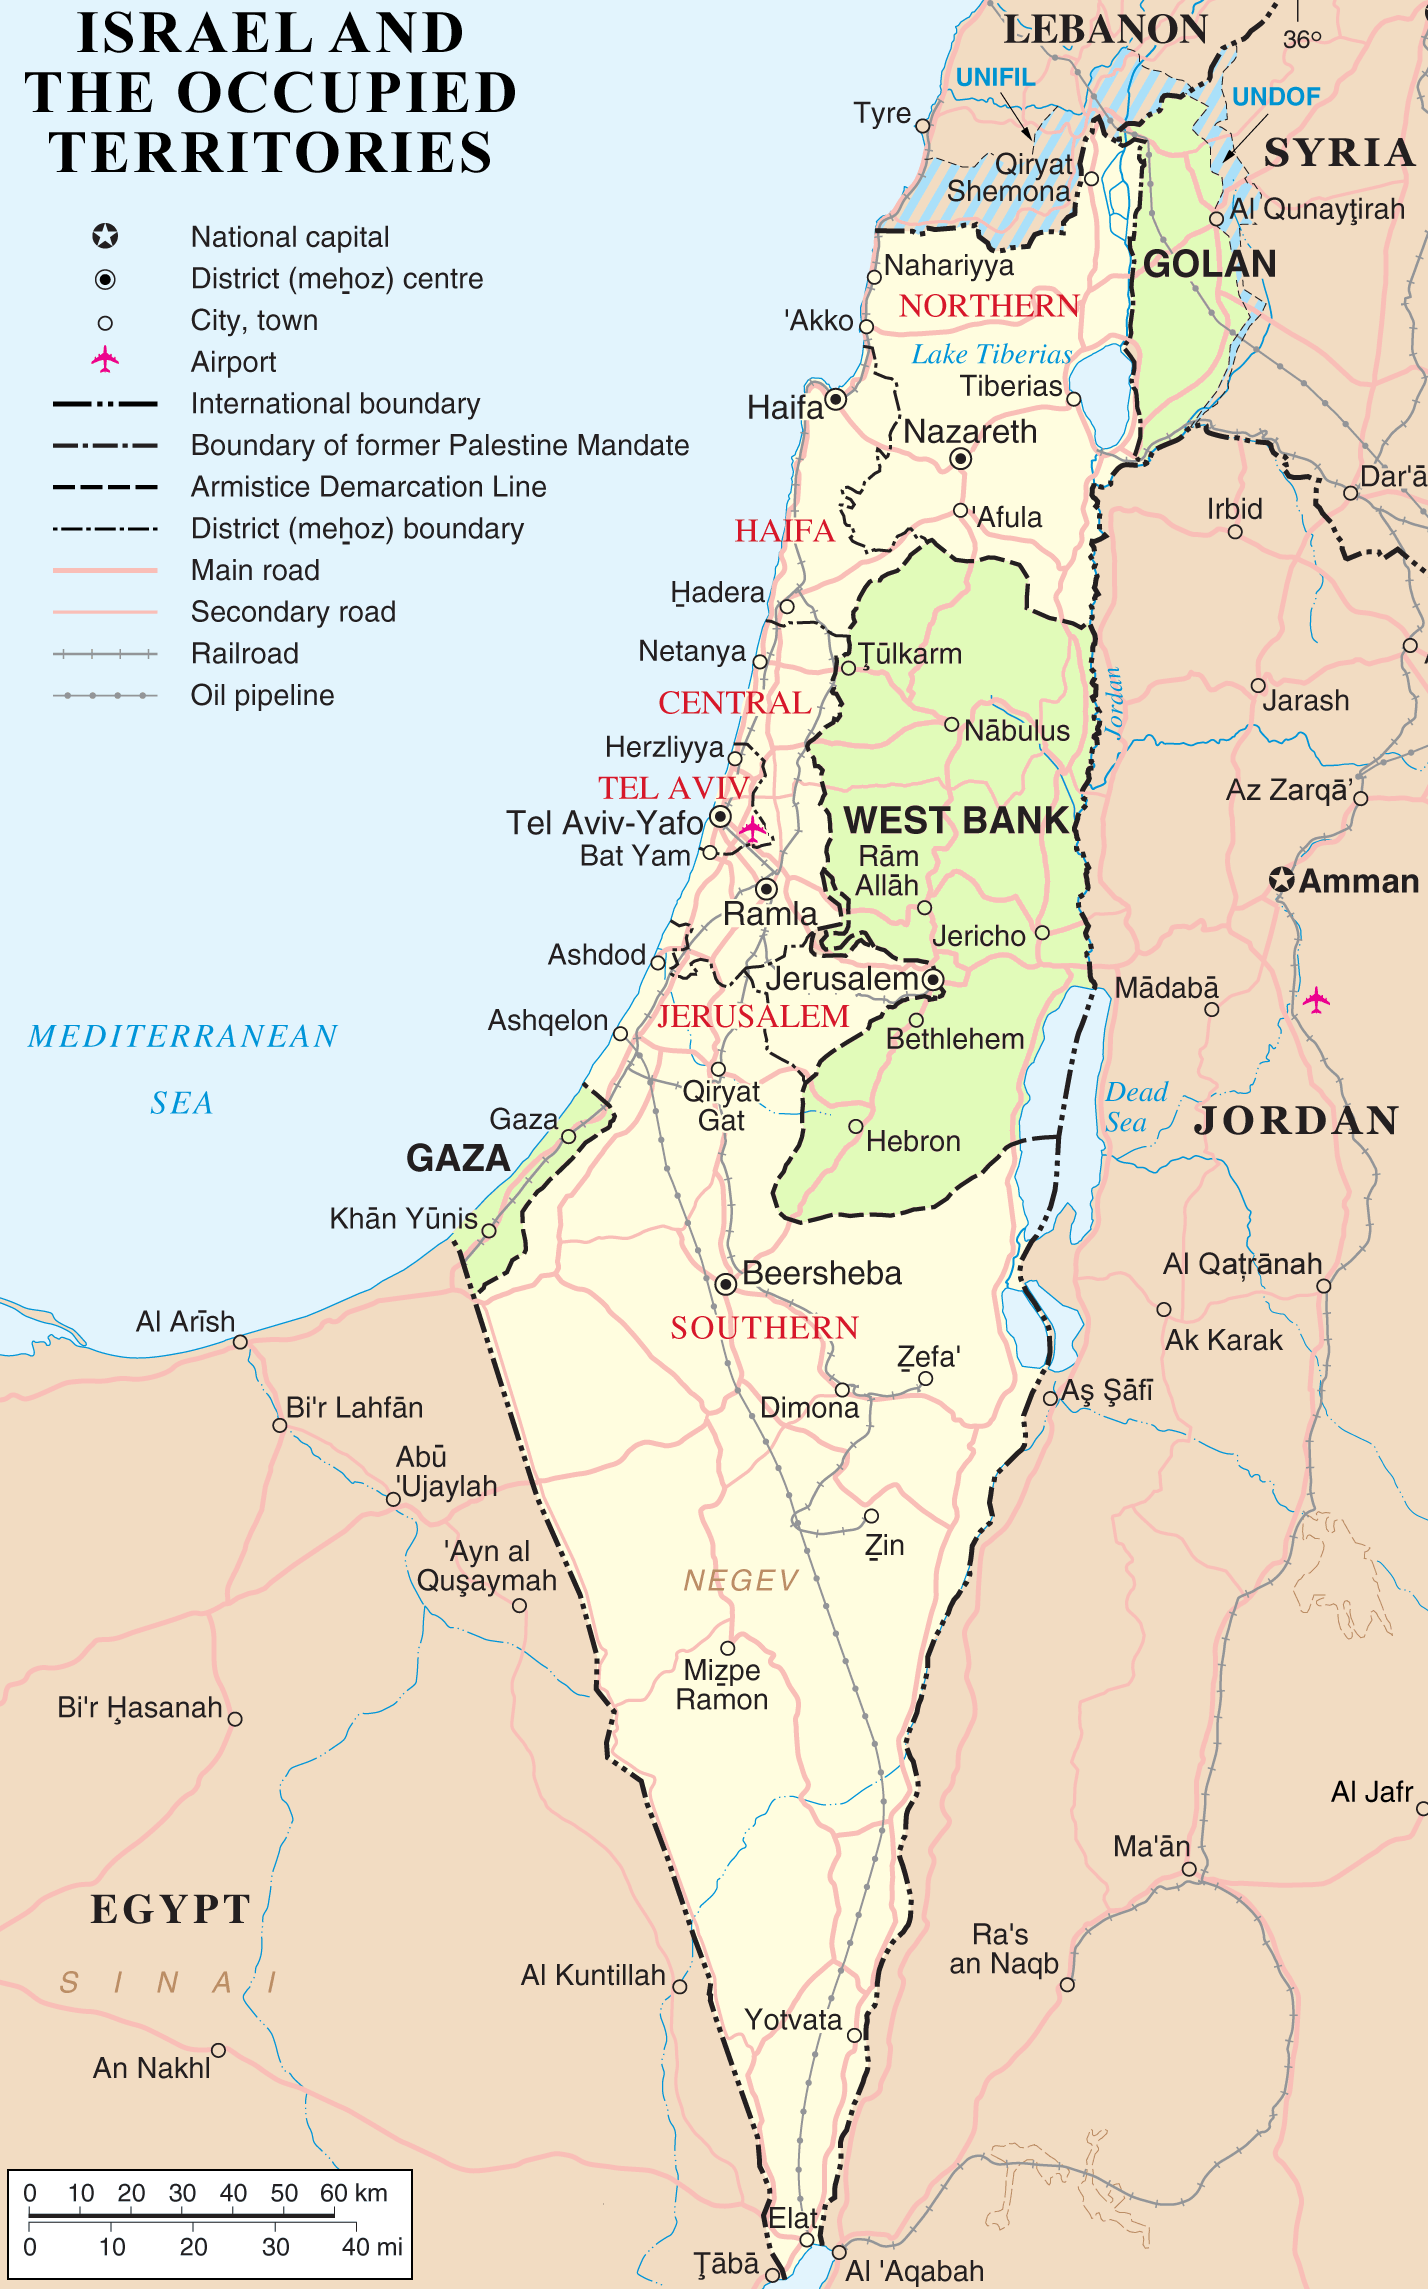 ISRAEL AND
THE OCCUPIED
TERRITORIES
National capital
District (meẖoz) centre
City, town
Airport
International boundary
Boundary of former Palestine Mandate
Armistice Demarcation Line
District (meẖoz) boundary
Main road
Secondary road
Railroad
Oil pipeline
LEBANON
36°
UNIFIL
UNDOF
Tyre
SYRIA
Qiryat
Shemona
Al Qunayţirah
GOLAN
Nahariyya
NORTHERN
'Akko
Lake Tiberias
Tiberias
Haifa
Nazareth
Dar'ā
'Afula
Irbid
HAIFA
H̱adera
Netanya
Ţūlkarm
Jordan
CENTRAL
Jarash
Nābulus
Herzliyya
TEL AVIV
Az Zarqā’
Tel Aviv-Yafo
WEST BANK
Bat Yam
Rām
Allāh
Amman
Ramla
Jericho
Ashdod
Jerusalem
Mādabā
Ashqelon
JERUSALEM
Bethlehem
MEDITERRANEAN
SEA
Qiryat
Gat
Dead
Sea
Gaza
JORDAN
GAZA
Hebron
Khān Yūnis
Beersheba
Al Qaţrānah
Al Arīsh
SOUTHERN
Ak Karak
Ẕefa'
Aş Şāfī
Dimona
Bi'r Lahfān
Abū
'Ujaylah
Ẕin
'Ayn al
Quşaymah
NEGEV
Miẕpe
Ramon
Bi'r Ḩasanah
Al Jafr
Ma'ān
EGYPT
Ra's
an Naqb
SINAI
Al Kuntillah
Yotvata
An Nakhl
0 10 20 30 40 50 60 km
0 10 20 30 40 mi
Elat
Ţābā
Al 'Aqabah